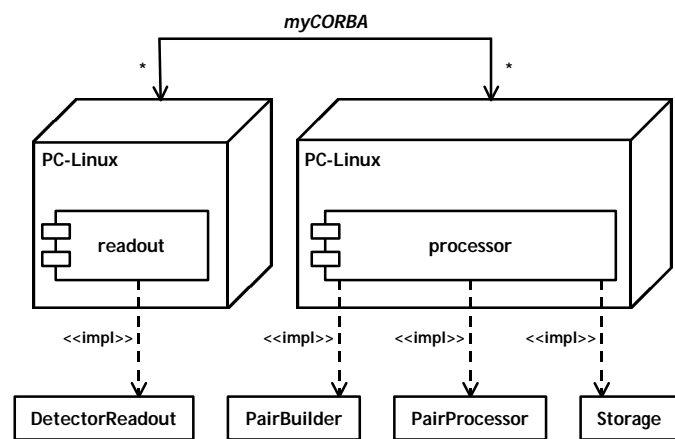 myCORBA
* *
PC-Linux PC-Linux
readout processor
<<impl>> <<impl>> <<impl>> <<impl>>
DetectorReadout PairBuilder PairProcessor Storage